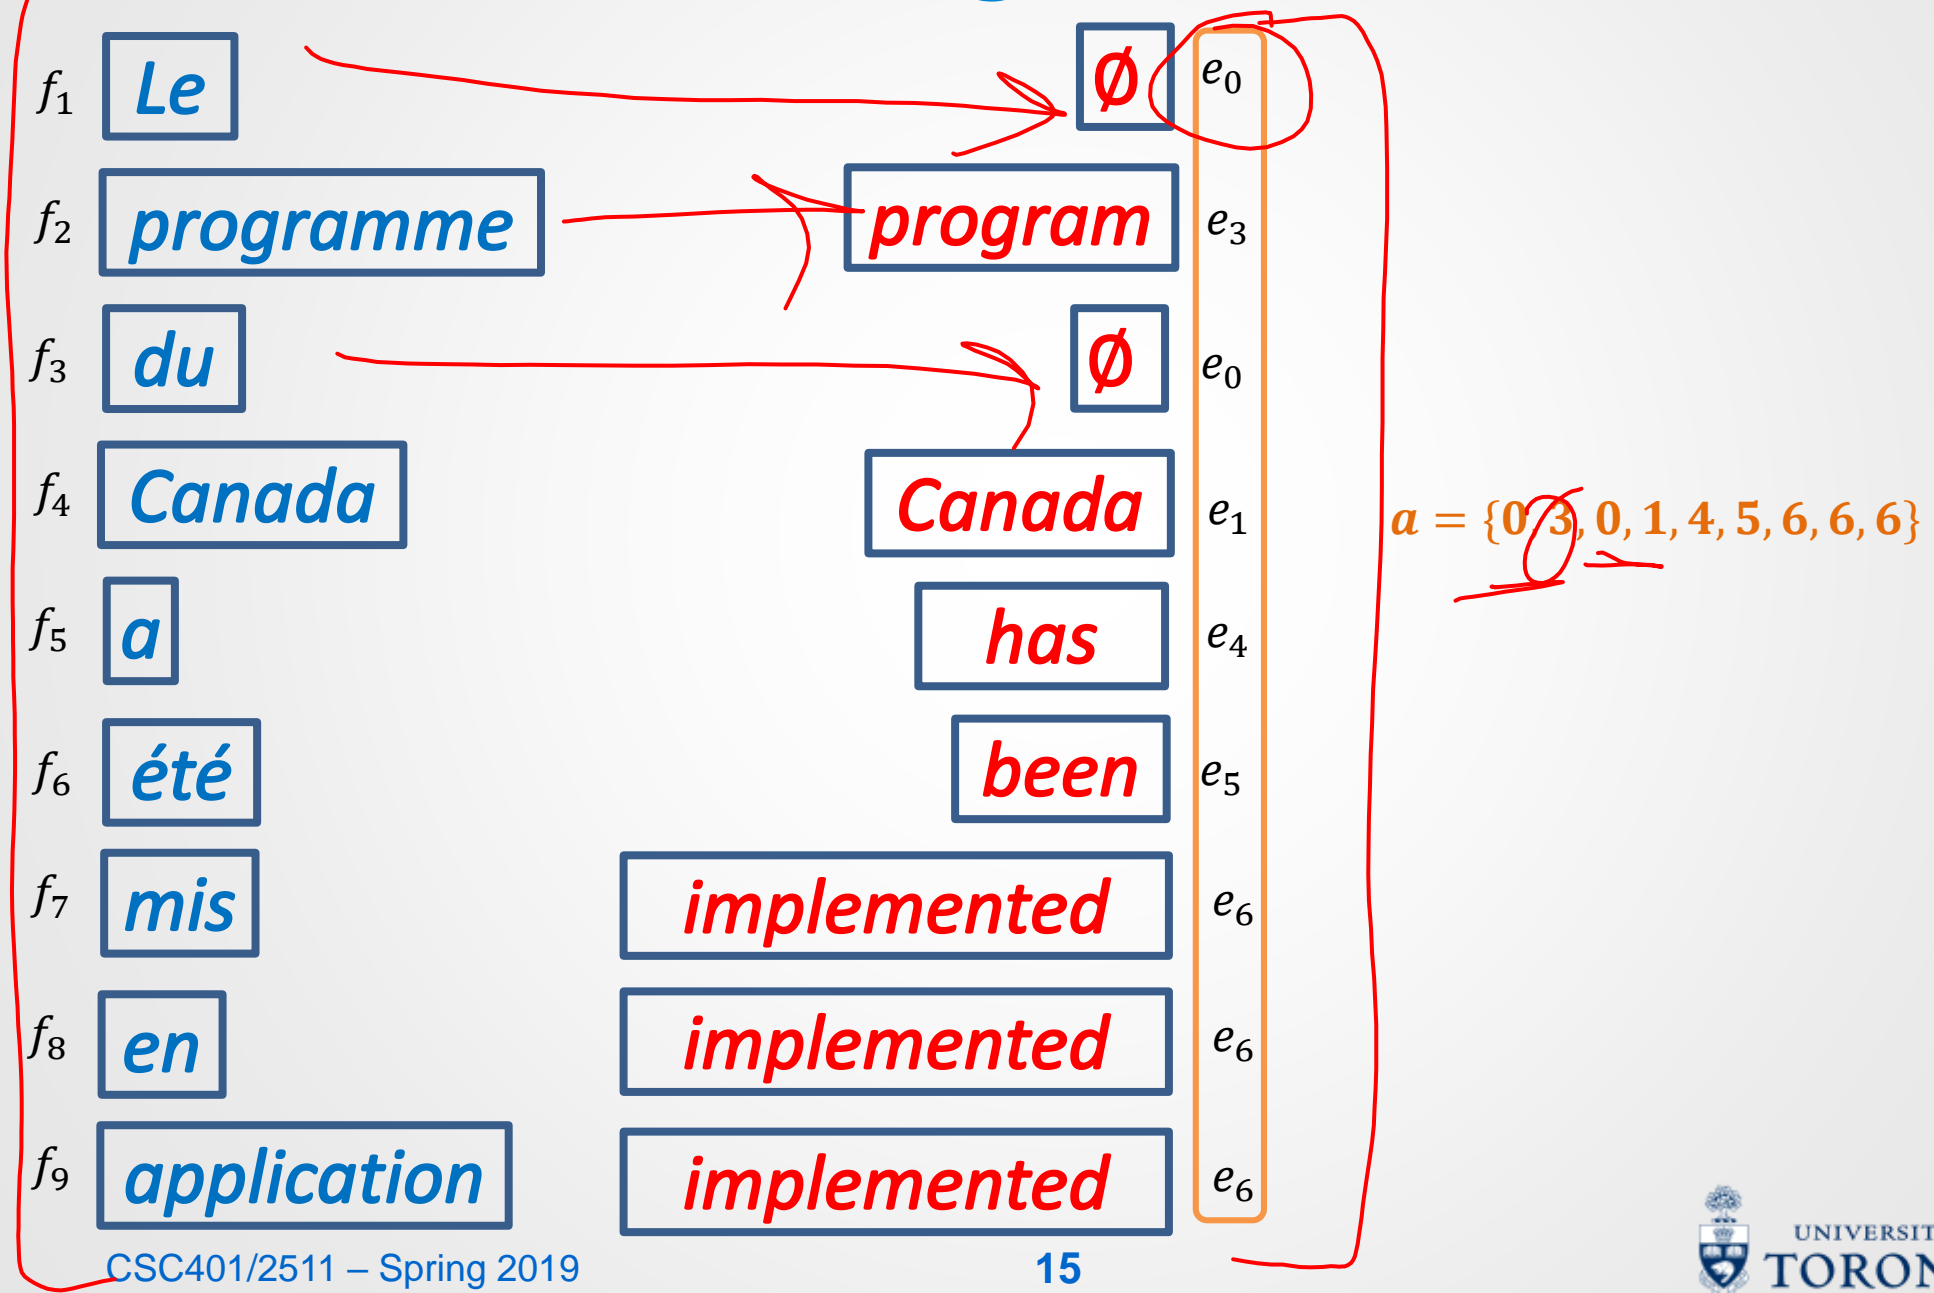 f₁ Le Ø e₀
f₂ programme program e₃
f₃ du Ø e₀
f₄ Canada Canada e₁
a = {0, 3, 0, 1, 4, 5, 6, 6, 6}
f₅ a has e₄
f₆ été been e₅
f₇ mis implemented e₆
f₈ en implemented e₆
f₉ application implemented e₆
CSC401/2511 – Spring 2019 15
UNIVERSIT
TORON